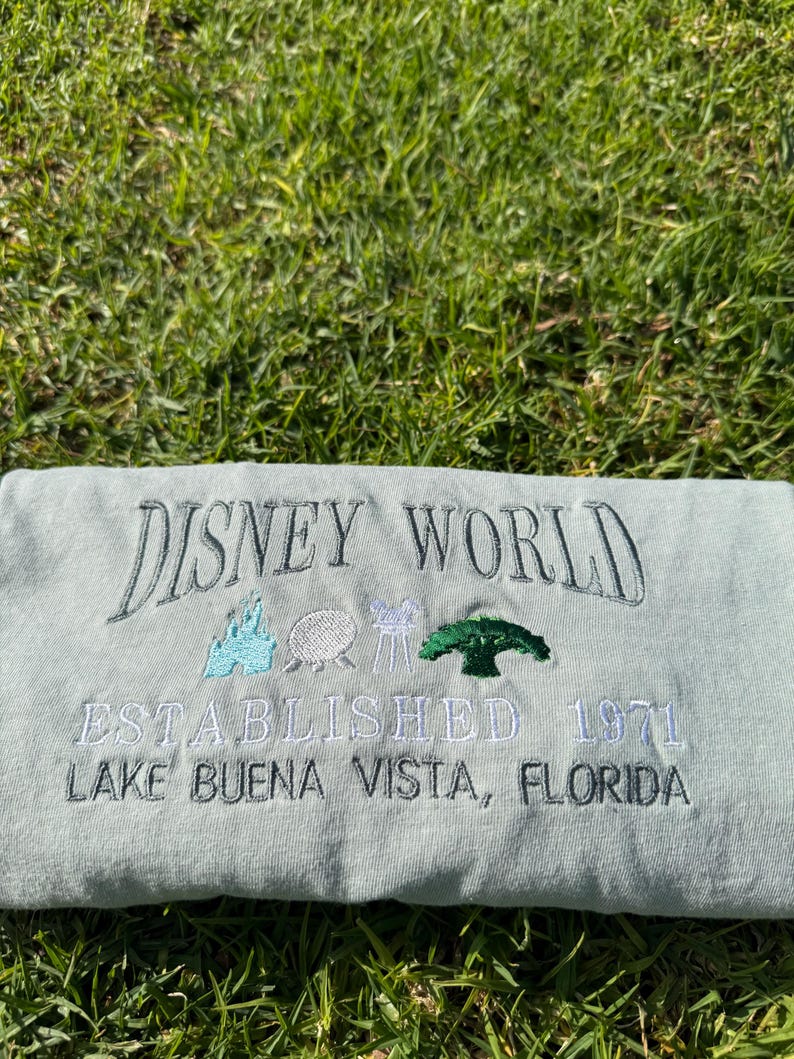 DISNEY WORLD
ESTABLISHED 1971
LAKE BUENA VISTA, FLORIDA